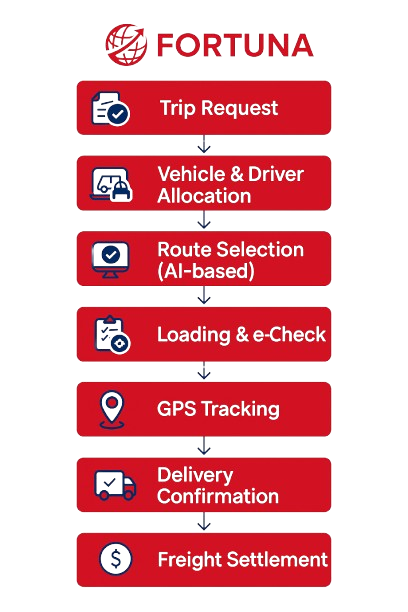 FORTUNA
Trip Request
Vehicle & Driver
Allocation
Route Selection
(AI-based)
Loading & e-Check
GPS Tracking
Delivery
Confirmation
$
Freight Settlement